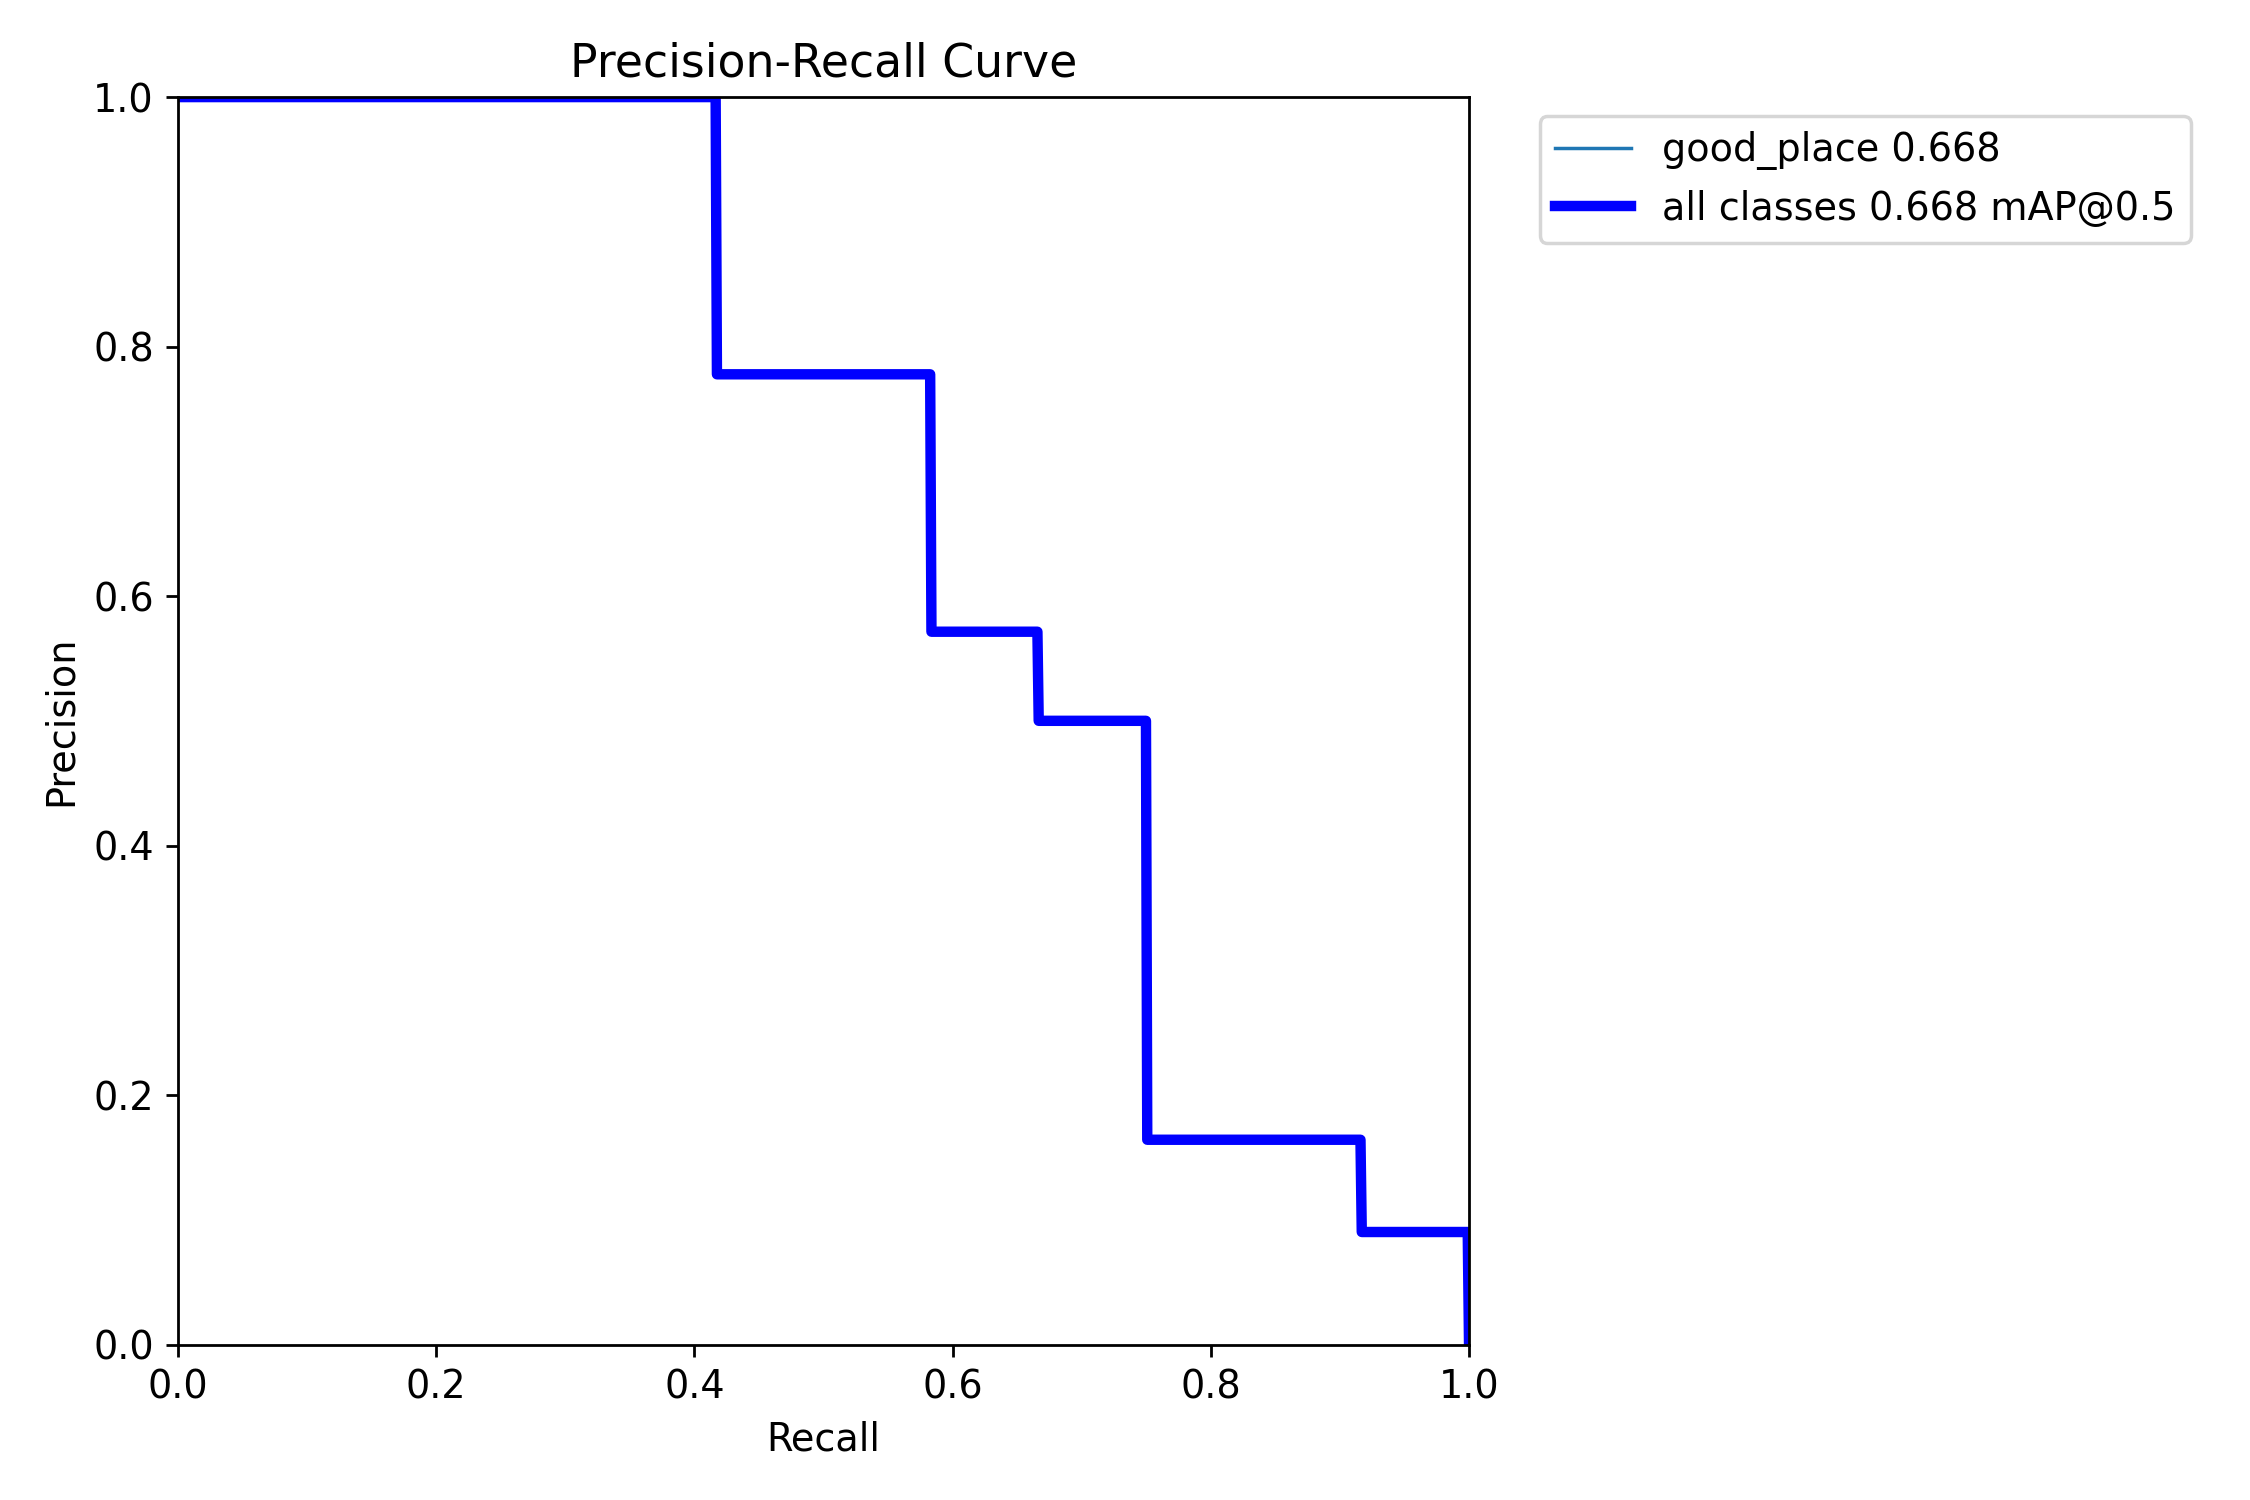 Precision-Recall Curve
1.0
0.8
0.6
0.4
0.2
0.0
Precision
0.0 0.2 0.4 0.6 0.8 1.0
Recall
good_place 0.668
all classes 0.668 mAP@0.5